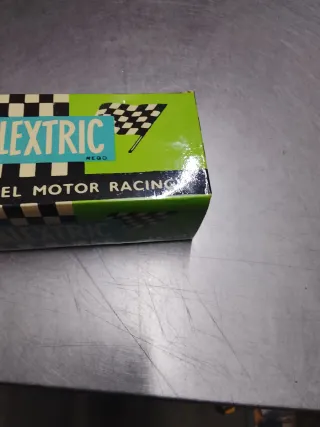 LEXTRIC
REGD.
EL MOTOR RACING